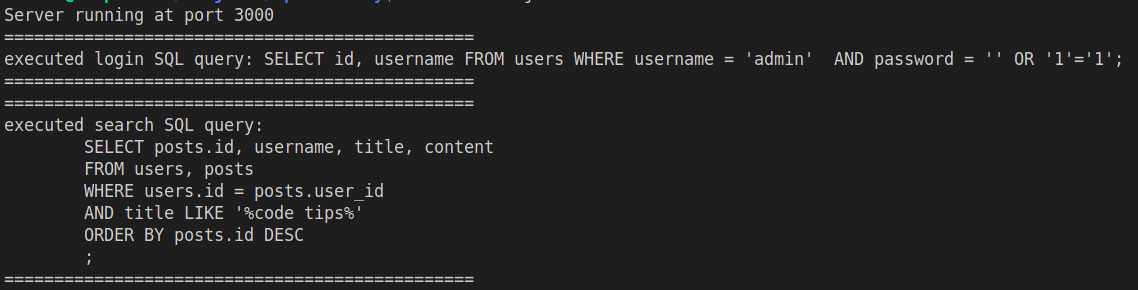 Server running at port 3000
===============================================
executed login SQL query: SELECT id, username FROM users WHERE username = 'admin'  AND password = '' OR '1'='1';
===============================================
===============================================
executed search SQL query:
        SELECT posts.id, username, title, content
        FROM users, posts
        WHERE users.id = posts.user_id
        AND title LIKE '%code tips%'
        ORDER BY posts.id DESC
        ;
===============================================